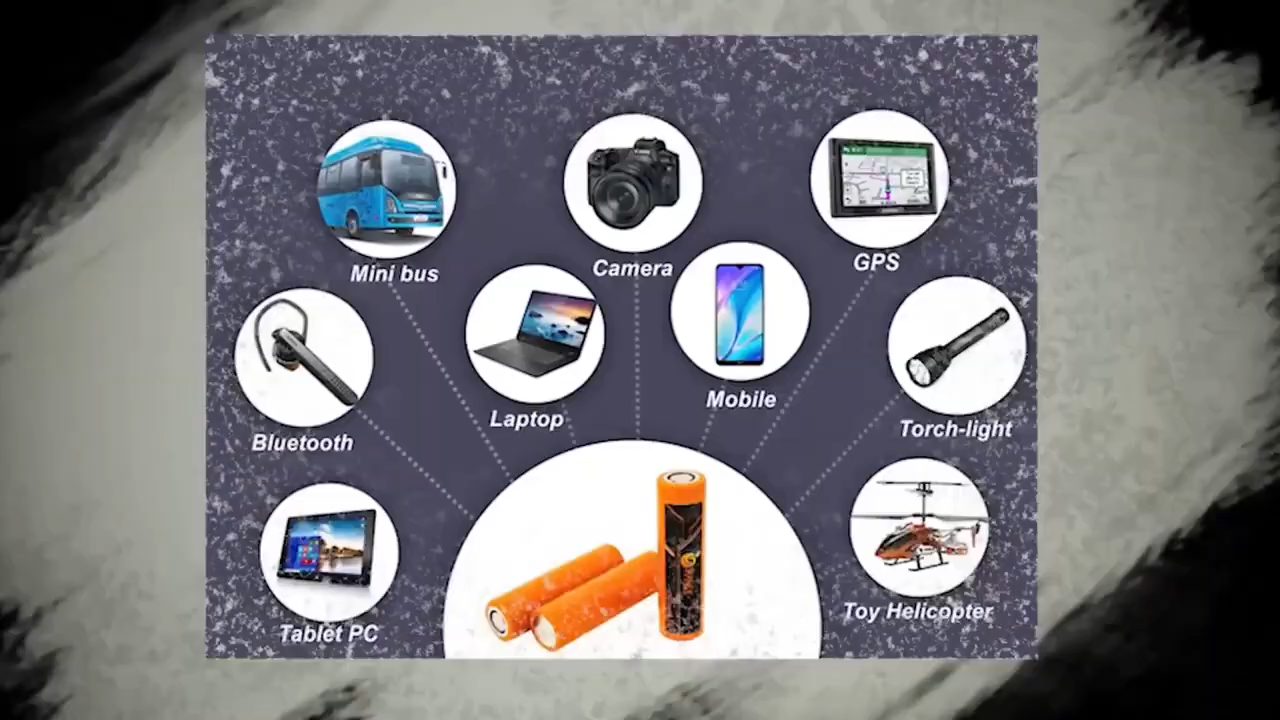 Mini bus
Camera
GPS
Bluetooth
Laptop
Mobile
Torch-light
Tablet PC
Toy Helicopter